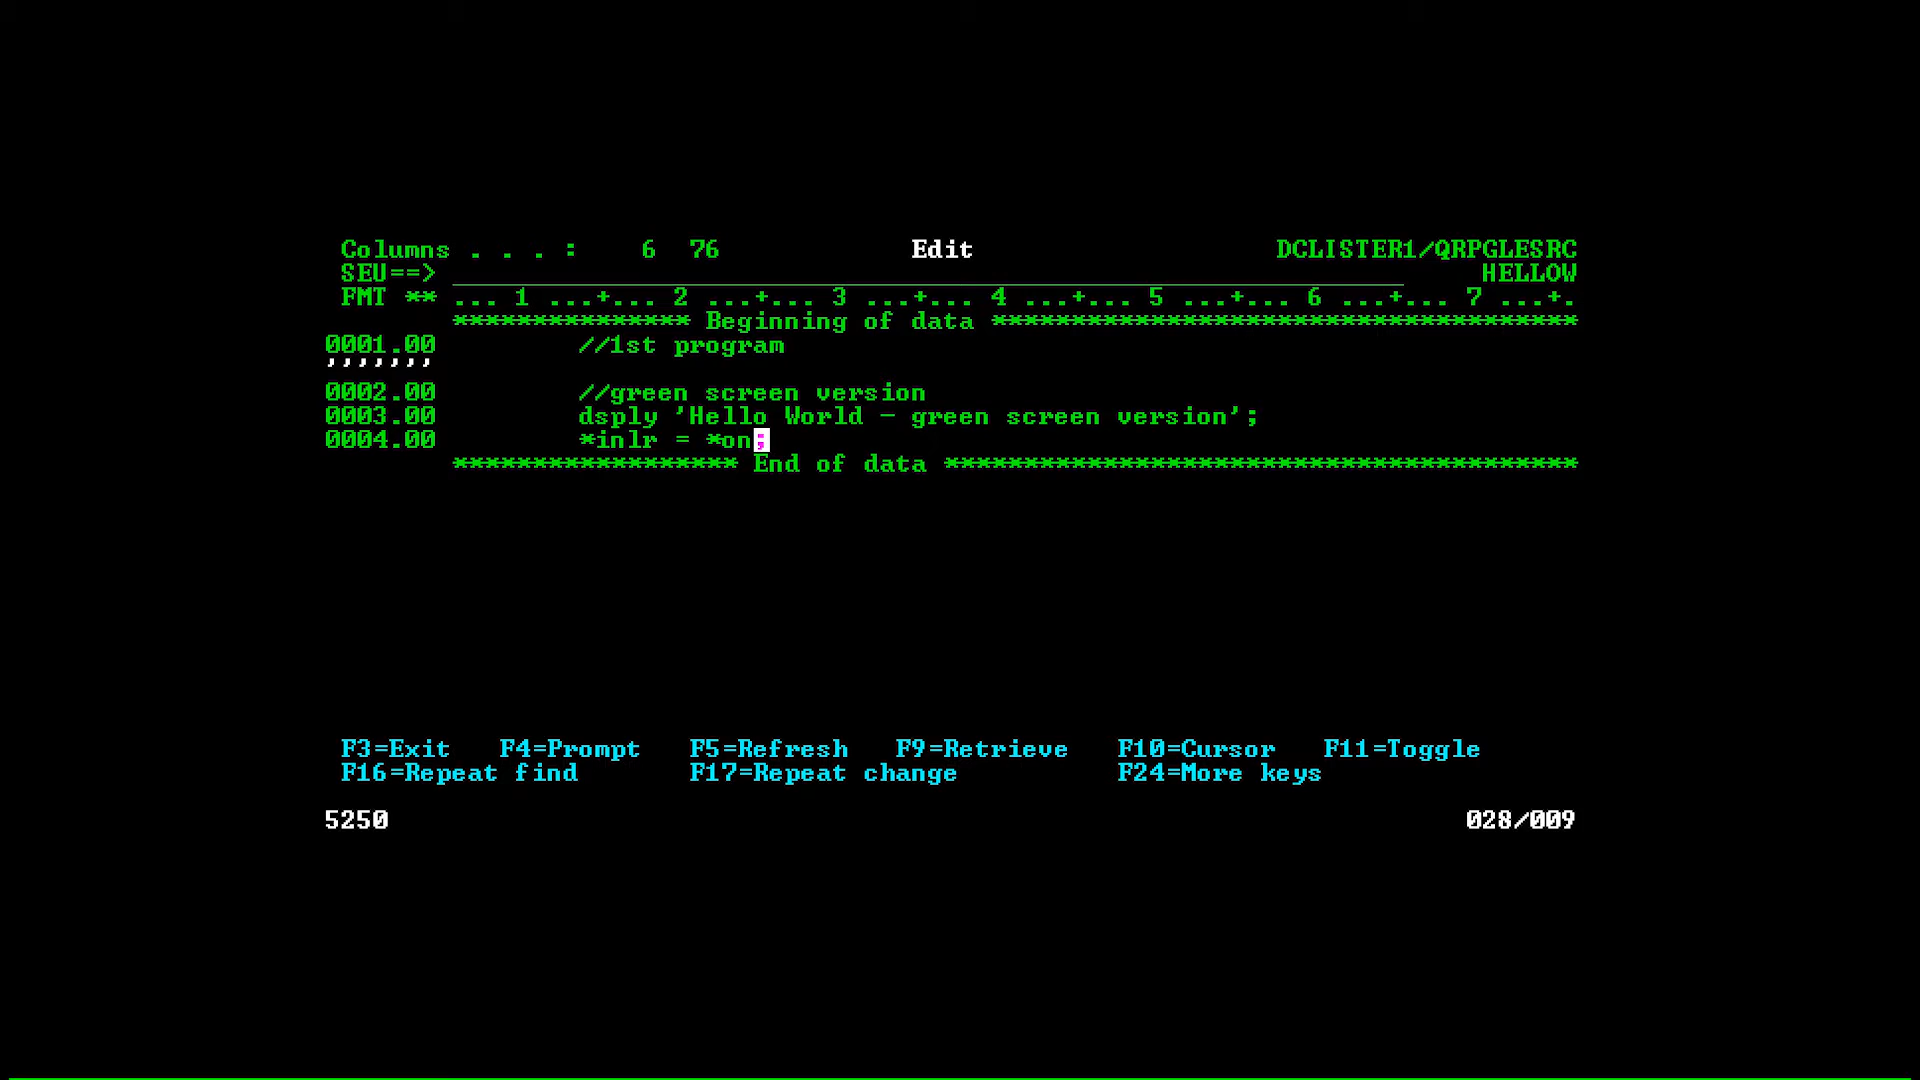 Columns . . . :    6  76            Edit                    DCLISTER1/QRPGLESRC
SEU==> ____________________________________________________________ HELLOW
FMT ** ... 1 ...+... 2 ...+... 3 ...+... 4 ...+... 5 ...+... 6 ...+... 7 ...+.
*************** Beginning of data *************************************
0001.00         //1st program
'''''''
0002.00         //green screen version
0003.00         dsply 'Hello World - green screen version';
0004.00         *inlr = *on;
****************** End of data ****************************************
F3=Exit   F4=Prompt   F5=Refresh   F9=Retrieve   F10=Cursor   F11=Toggle
F16=Repeat find       F17=Repeat change          F24=More keys
5250                                                                    028/009